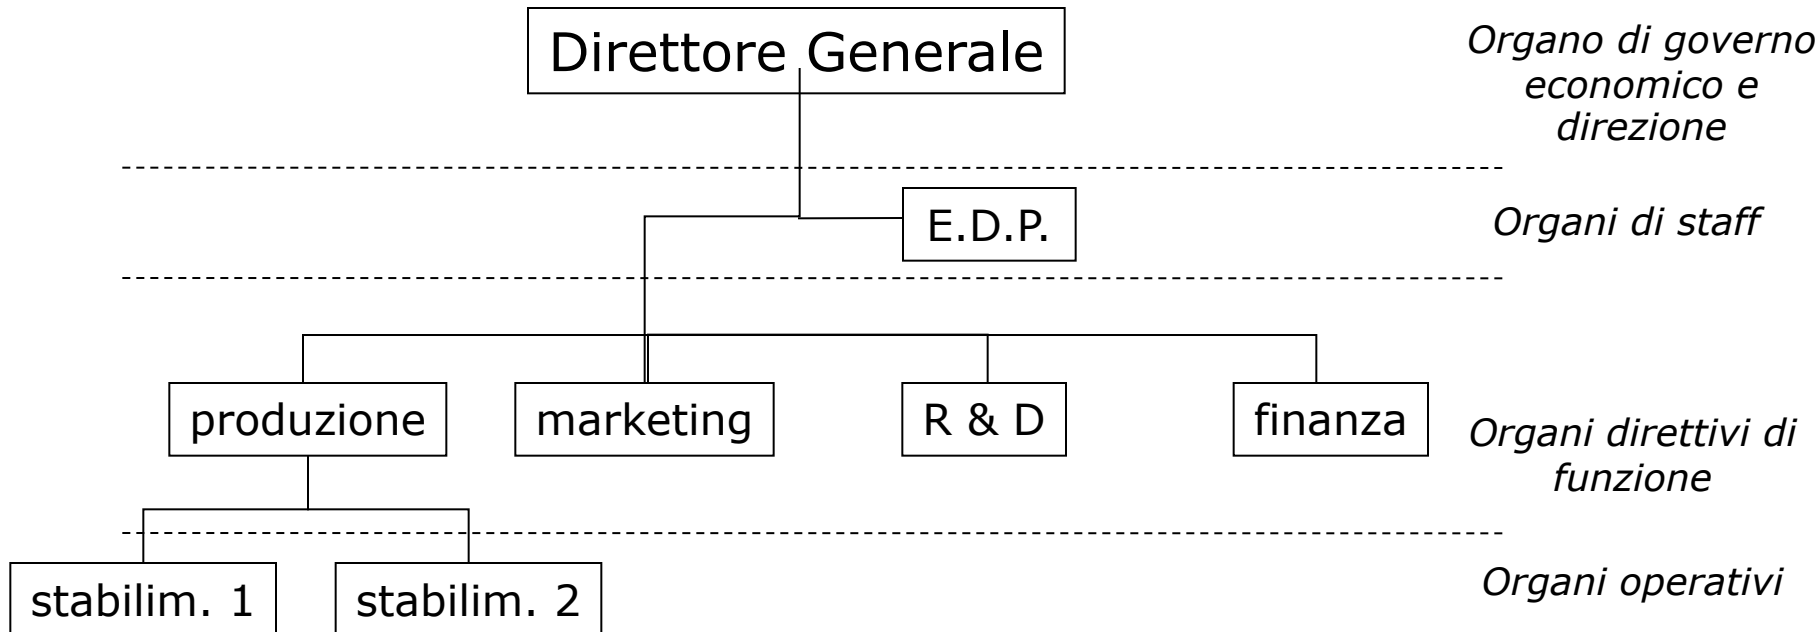 Direttore Generale
Organo di governo
economico e
direzione
E.D.P.
Organi di staff
produzione
marketing
R & D
finanza
Organi direttivi di
funzione
stabilim. 1
stabilim. 2
Organi operativi